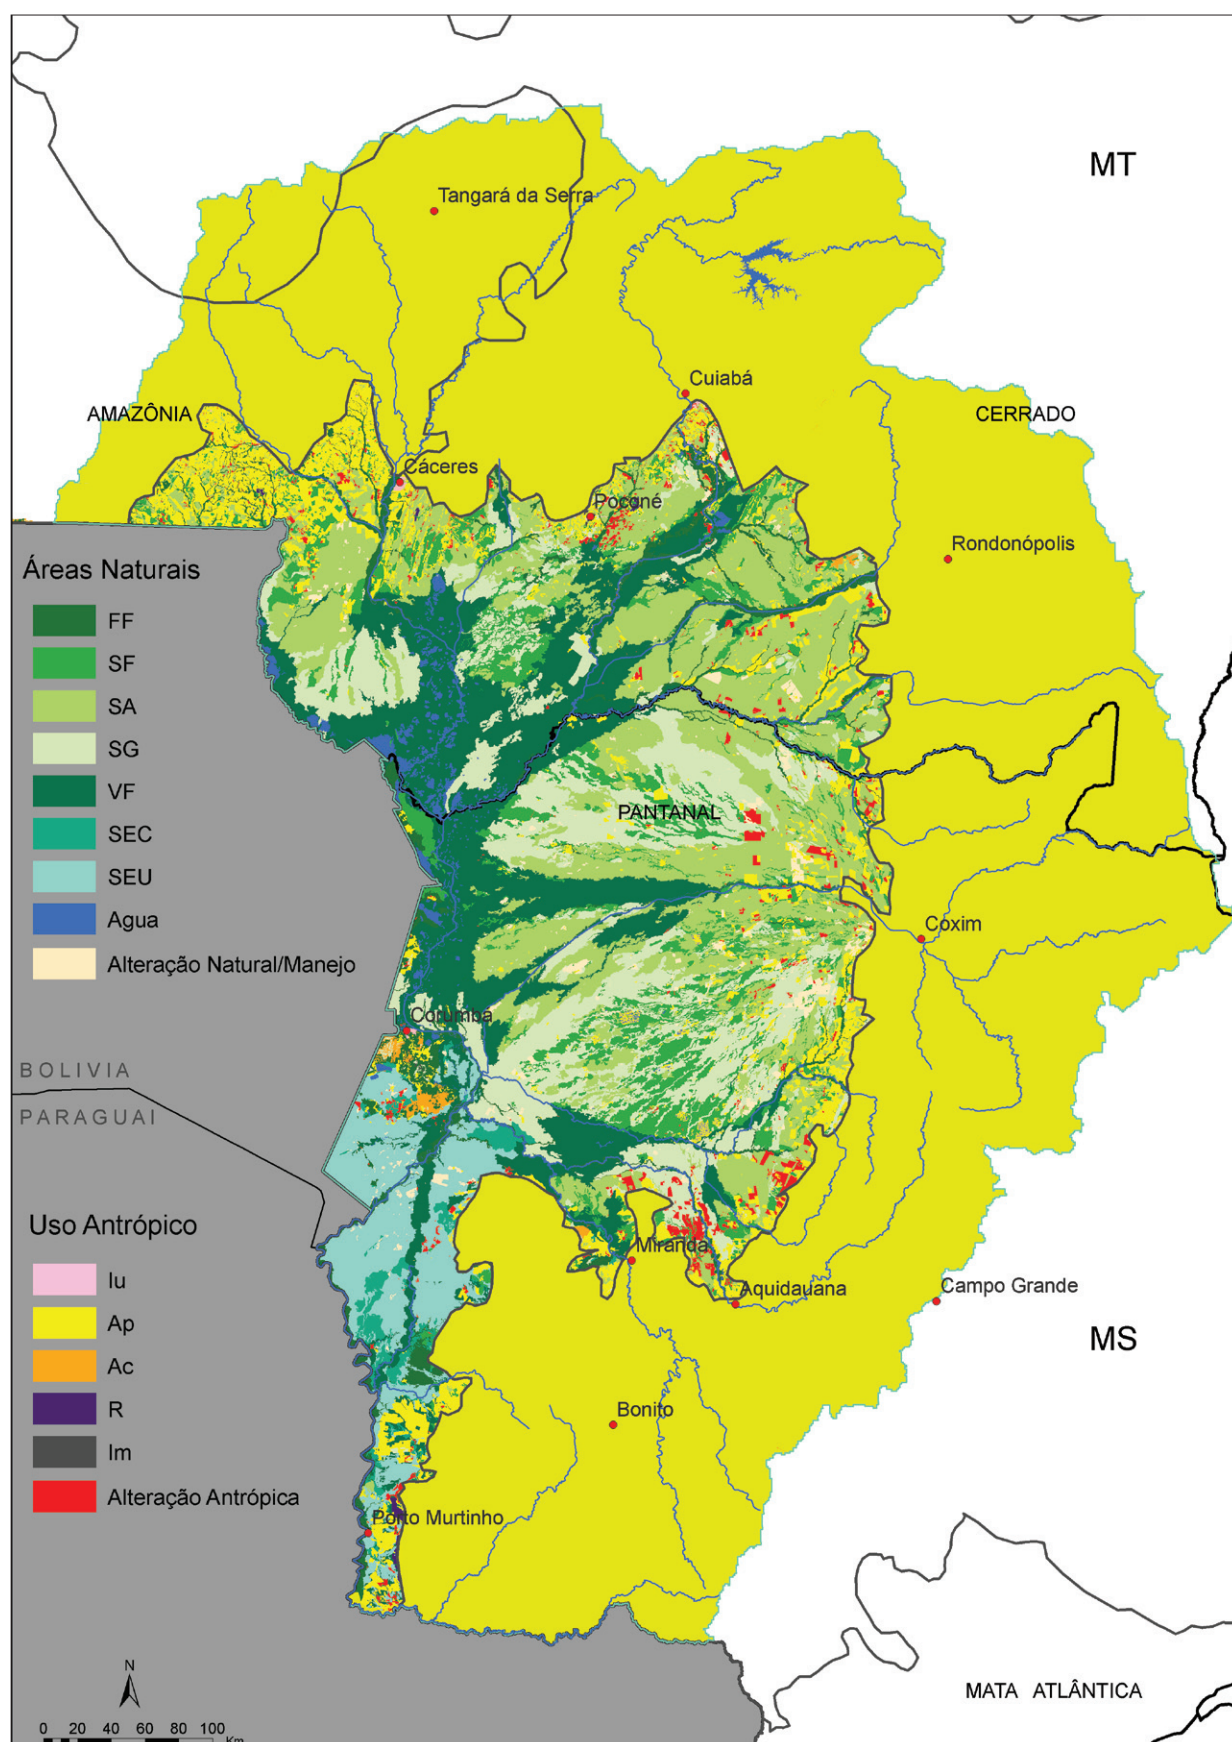 MT
Tangará da Serra
Cuiabá
AMAZÔNIA
CERRADO
Cáceres
Poconé
Rondonópolis
Áreas Naturais
FF
SF
SA
SG
VF
SEC
SEU
Agua
Alteração Natural/Manejo
PANTANAL
Coxim
Corumbá
BOLIVIA
PARAGUAI
Uso Antrópico
Iu
Ap
Ac
R
Im
Alteração Antrópica
Miranda
Aquidauana
Campo Grande
MS
Bonito
Porto Murtinho
MATA ATLÂNTICA
N
0 20 40 60 80 100
Km